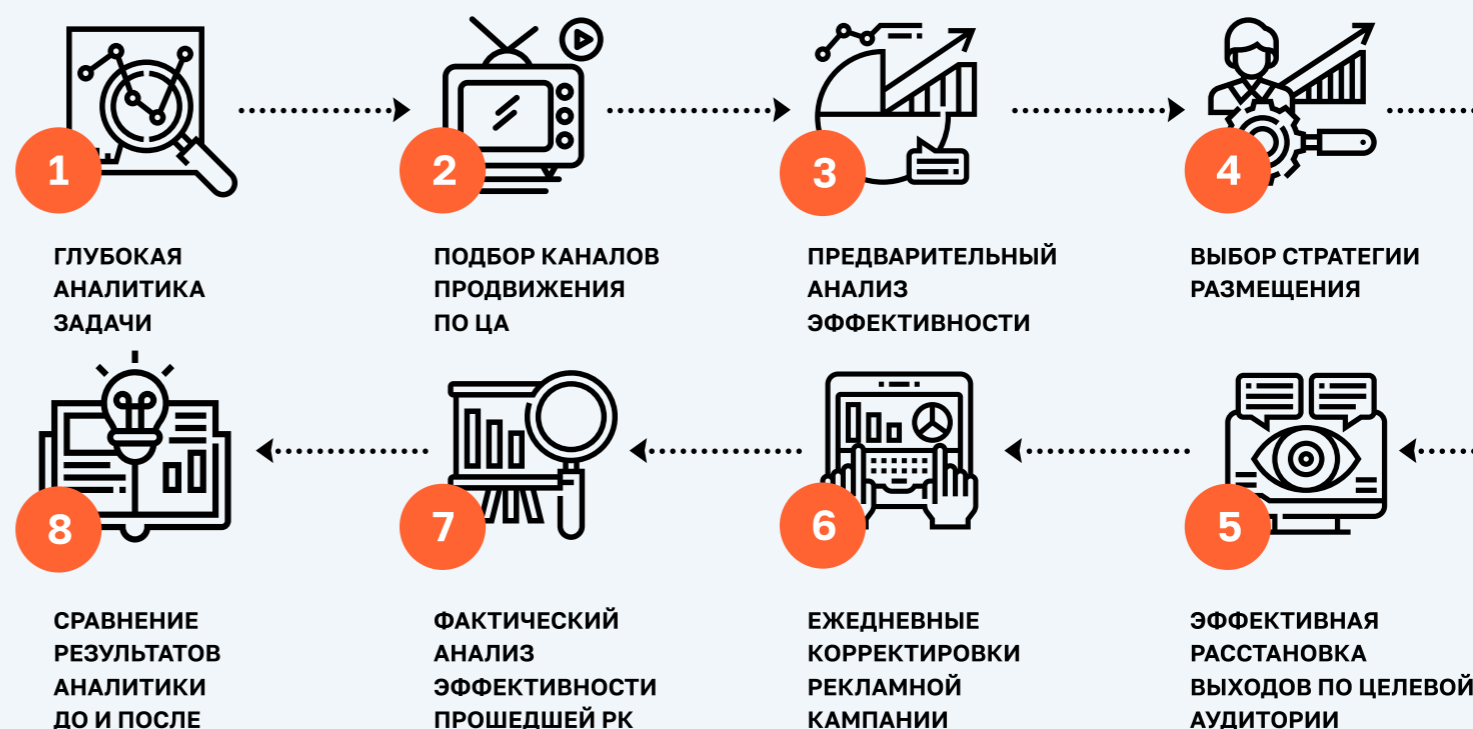 1
ГЛУБОКАЯ
АНАЛИТИКА
ЗАДАЧИ
2
ПОДБОР КАНАЛОВ
ПРОДВИЖЕНИЯ
ПО ЦА
3
ПРЕДВАРИТЕЛЬНЫЙ
АНАЛИЗ
ЭФФЕКТИВНОСТИ
4
ВЫБОР СТРАТЕГИИ
РАЗМЕЩЕНИЯ
5
ЭФФЕКТИВНАЯ
РАССТАНОВКА
ВЫХОДОВ ПО ЦЕЛЕВОЙ
АУДИТОРИИ
6
ЕЖЕДНЕВНЫЕ
КОРРЕКТИРОВКИ
РЕКЛАМНОЙ
КАМПАНИИ
7
ФАКТИЧЕСКИЙ
АНАЛИЗ
ЭФФЕКТИВНОСТИ
ПРОШЕДШЕЙ РК
8
СРАВНЕНИЕ
РЕЗУЛЬТАТОВ
АНАЛИТИКИ
ДО И ПОСЛЕ